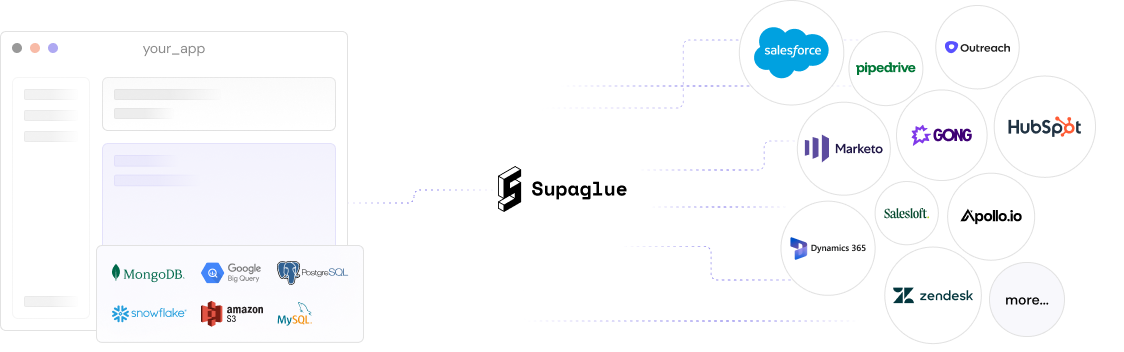 your_app
MongoDB.
Google
Big Query
PostgreSQL
snowflake®
amazon
S3
MySQL.
Supaglue
salesforce
pipedrive
Outreach
Marketo
GONG
HubSpot
Salesloft.
Apollo.io
Dynamics 365
zendesk
more...